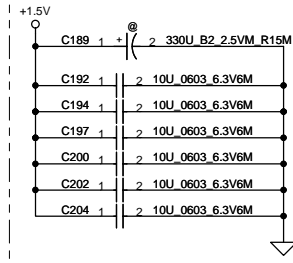 +1.5V
@
C189 1 + 2 330U_B2_2.5VM_R15M
C192 1 2 10U_0603_6.3V6M
C194 1 2 10U_0603_6.3V6M
C197 1 2 10U_0603_6.3V6M
C200 1 2 10U_0603_6.3V6M
C202 1 2 10U_0603_6.3V6M
C204 1 2 10U_0603_6.3V6M